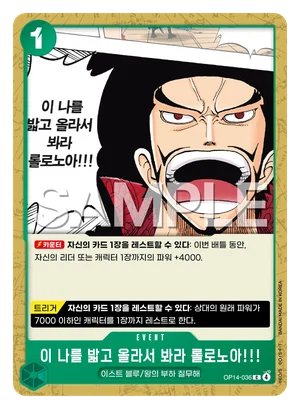 1
이 나를
밟고 올라서
봐라
롤로노아!!!
SAMPLE
카운터 자신의 카드 1장을 레스트할 수 있다: 이번 배틀 동안,
자신의 리더 또는 캐릭터 1장까지의 파워 +4000.
트리거 자신의 카드 1장을 레스트할 수 있다: 상대의 원래 파워가
7000 이하인 캐릭터를 1장까지 레스트로 한다.
EVENT
이 나를 밟고 올라서 봐라 롤로노아!!!
이스트 블루/왕의 부하 칠무해
OP14-036